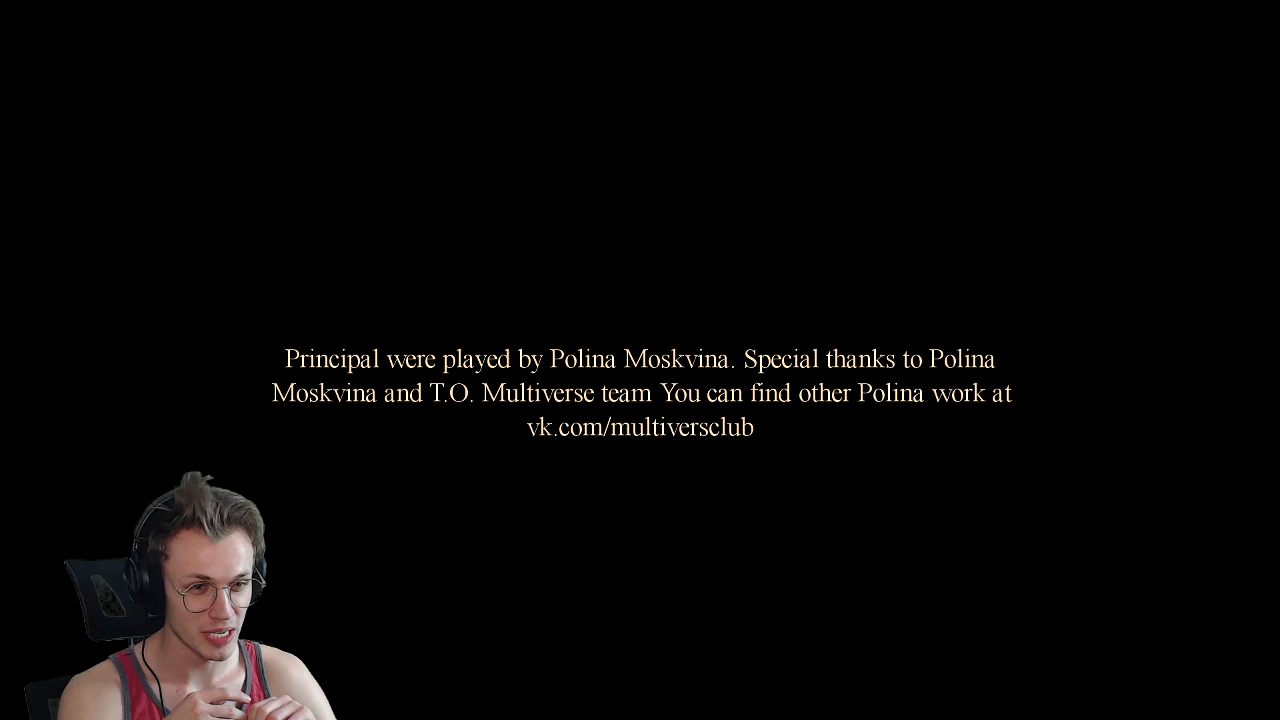 Principal were played by Polina Moskvina. Special thanks to Polina
Moskvina and T.O. Multiverse team You can find other Polina work at
vk.com/multiversclub